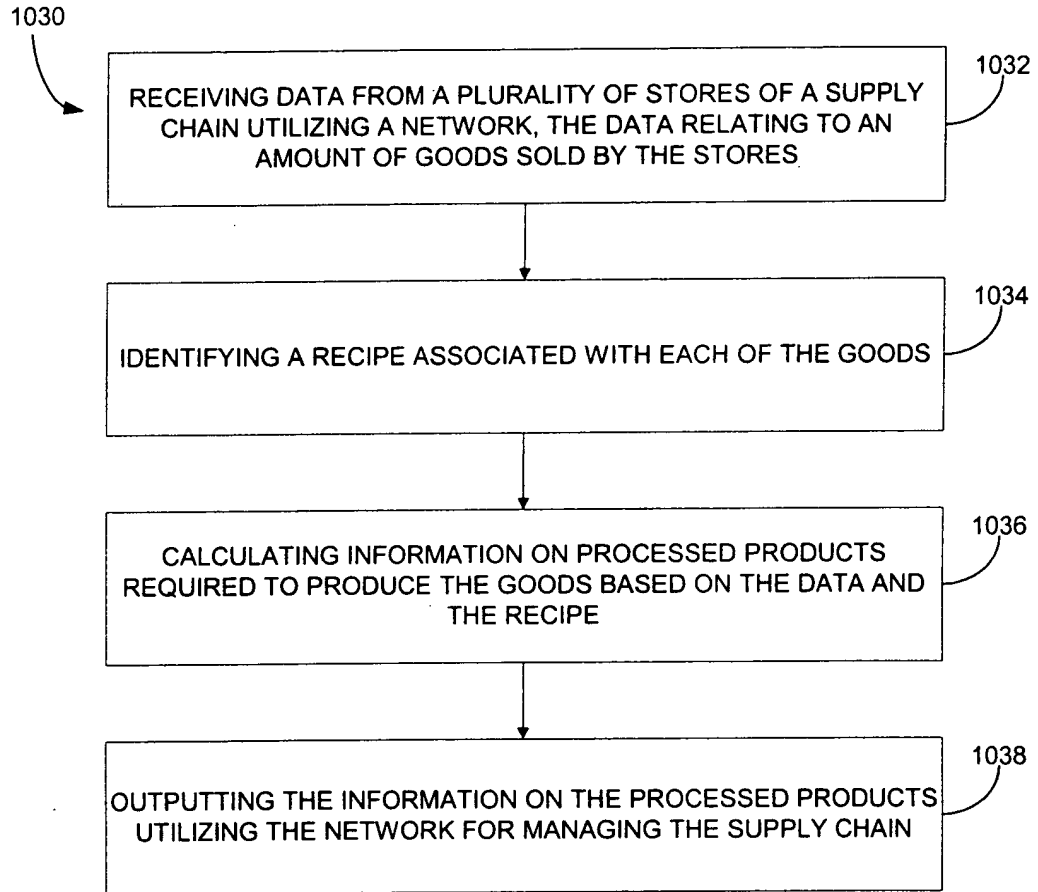 1030
1032
RECEIVING DATA FROM A PLURALITY OF STORES OF A SUPPLY
CHAIN UTILIZING A NETWORK, THE DATA RELATING TO AN
AMOUNT OF GOODS SOLD BY THE STORES
1034
IDENTIFYING A RECIPE ASSOCIATED WITH EACH OF THE GOODS
1036
CALCULATING INFORMATION ON PROCESSED PRODUCTS
REQUIRED TO PRODUCE THE GOODS BASED ON THE DATA AND
THE RECIPE
1038
OUTPUTTING THE INFORMATION ON THE PROCESSED PRODUCTS
UTILIZING THE NETWORK FOR MANAGING THE SUPPLY CHAIN